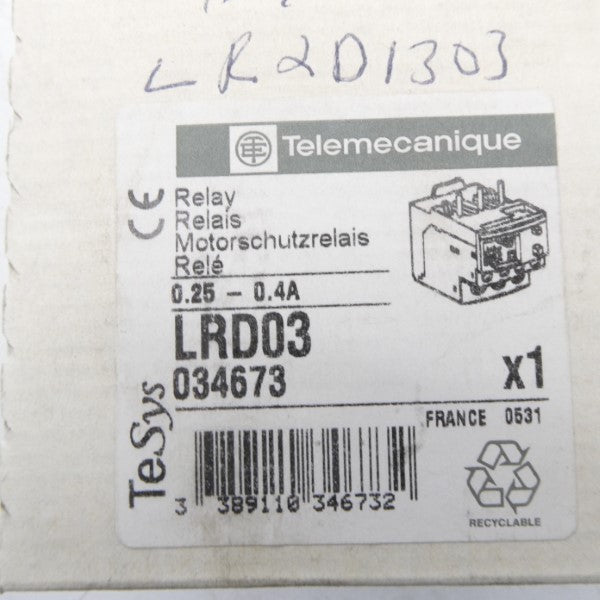 LR2D1303
Telemecanique
CE
Relay
Relais
Motorschutzrelais
Relé
0.25 - 0.4A
LRD03
034673
x1
TeSys
FRANCE 0531
3 389110 346732
RECYCLABLE